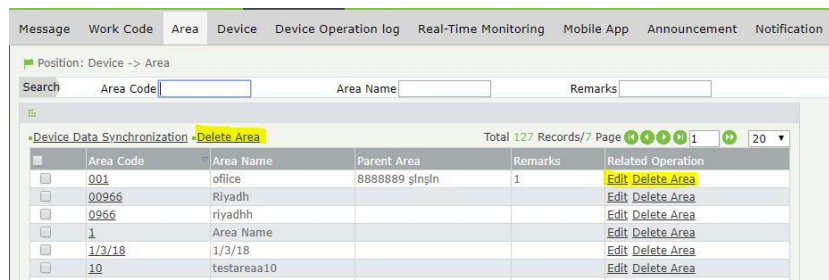 Message Work Code Area Device Device Operation log Real-Time Monitoring Mobile App Announcement Notification
Position: Device -> Area
Search Area Code Area Name Remarks
Device Data Synchronization Delete Area Total 127 Records/7 Page 1 20
Area Code Area Name Parent Area Remarks Related Operation
001 ofiice 8888889 şlnşln 1 Edit Delete Area
00966 Riyadh Edit Delete Area
0966 riyadhh Edit Delete Area
1 Area Name Edit Delete Area
1/3/18 1/3/18 Edit Delete Area
10 testareaa10 Edit Delete Area